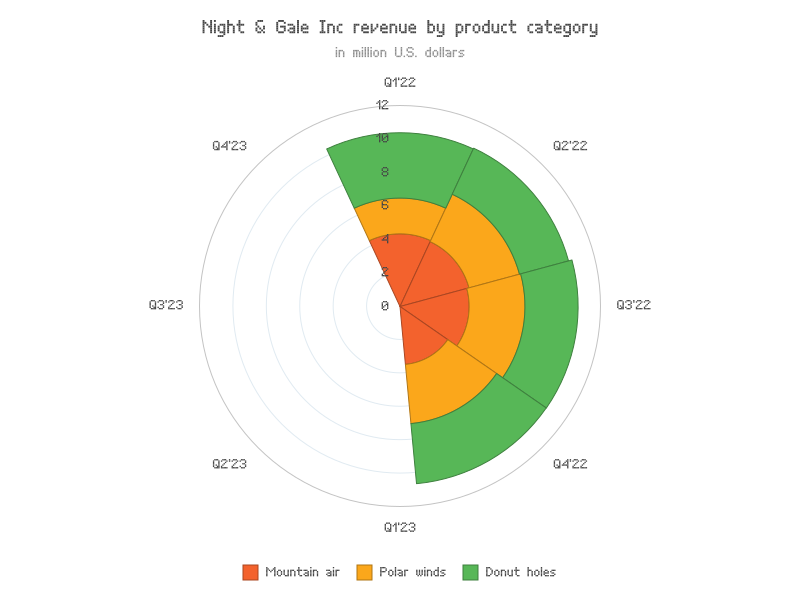 Night & Gale Inc revenue by product category
in million U.S. dollars
Q1'22
12
10
8
6
4
2
0
Q4'23
Q2'22
Q3'23
Q3'22
Q2'23
Q4'22
Q1'23
Mountain air
Polar winds
Donut holes